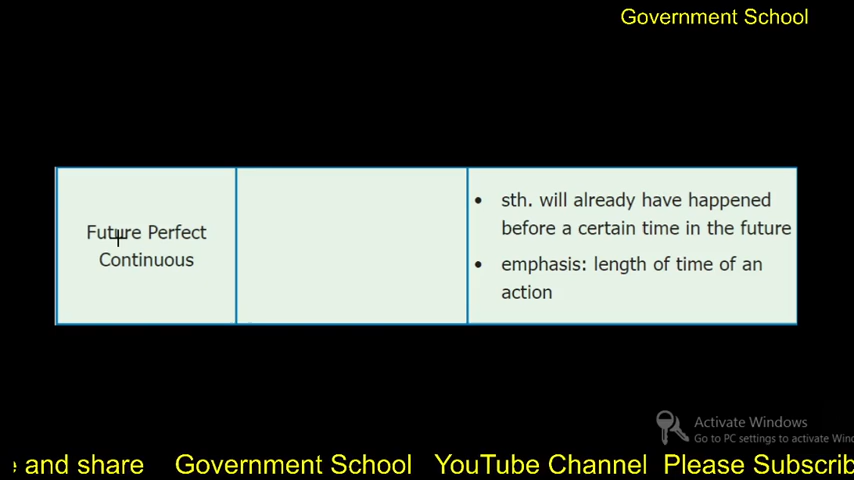 Government School
Future Perfect
Continuous
• sth. will already have happened
before a certain time in the future
• emphasis: length of time of an
action
Activate Windows
Go to PC settings to activate Win
e and share Government School YouTube Channel Please Subscrib